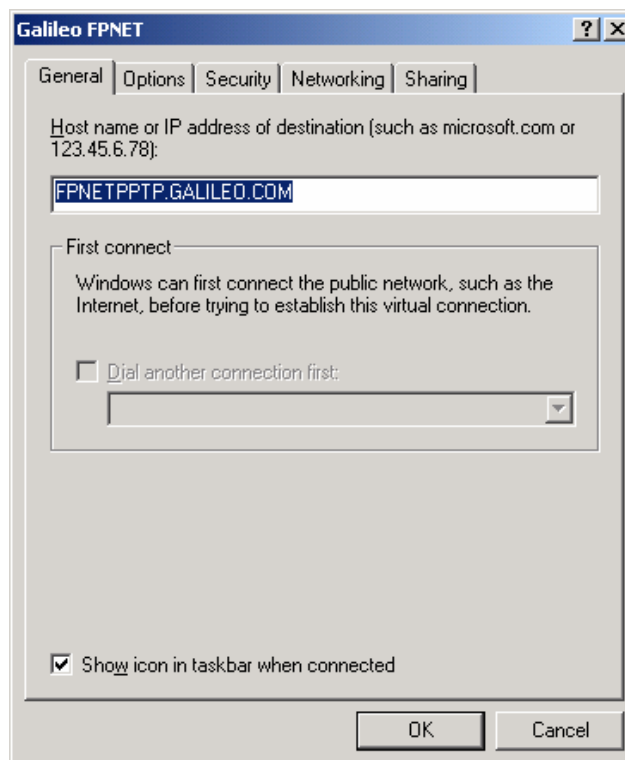 Galileo FPNET
General Options Security Networking Sharing
Host name or IP address of destination (such as microsoft.com or
123.45.6.78):
FPNETPPTP.GALILEO.COM
First connect
Windows can first connect the public network, such as the
Internet, before trying to establish this virtual connection.
Dial another connection first:
Show icon in taskbar when connected
OK Cancel